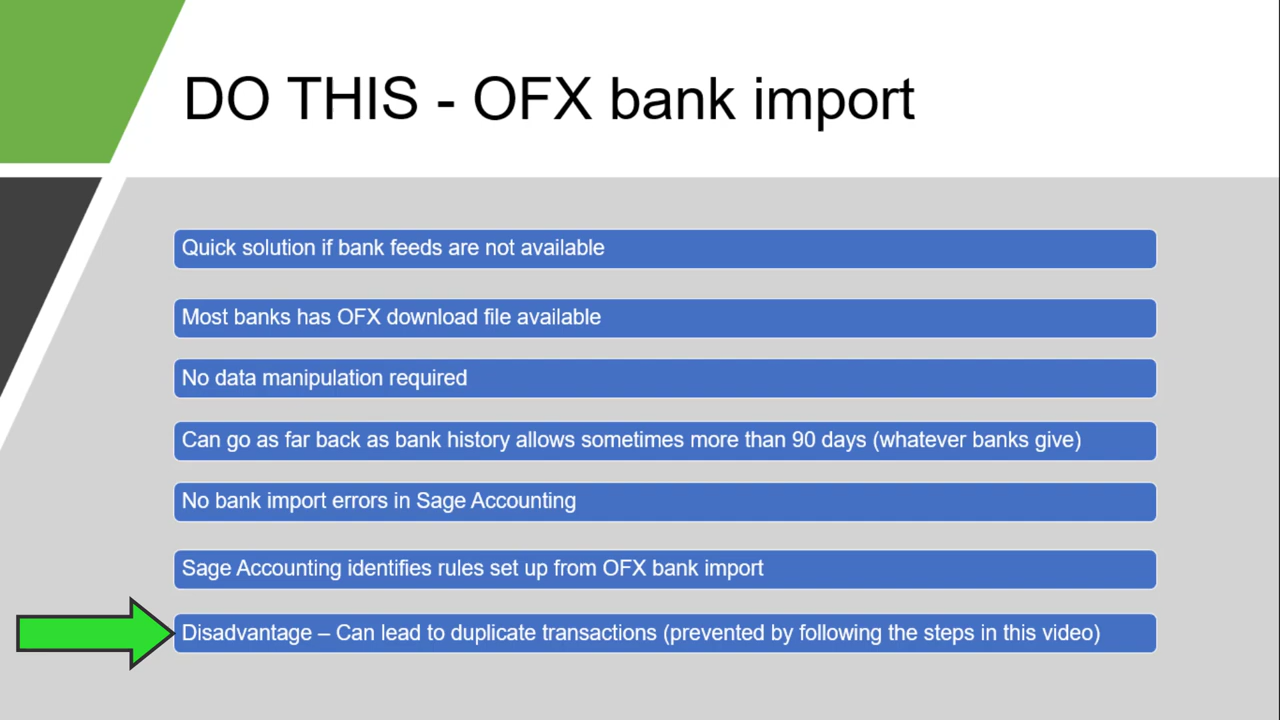 DO THIS - OFX bank import
Quick solution if bank feeds are not available
Most banks has OFX download file available
No data manipulation required
Can go as far back as bank history allows sometimes more than 90 days (whatever banks give)
No bank import errors in Sage Accounting
Sage Accounting identifies rules set up from OFX bank import
Disadvantage – Can lead to duplicate transactions (prevented by following the steps in this video)